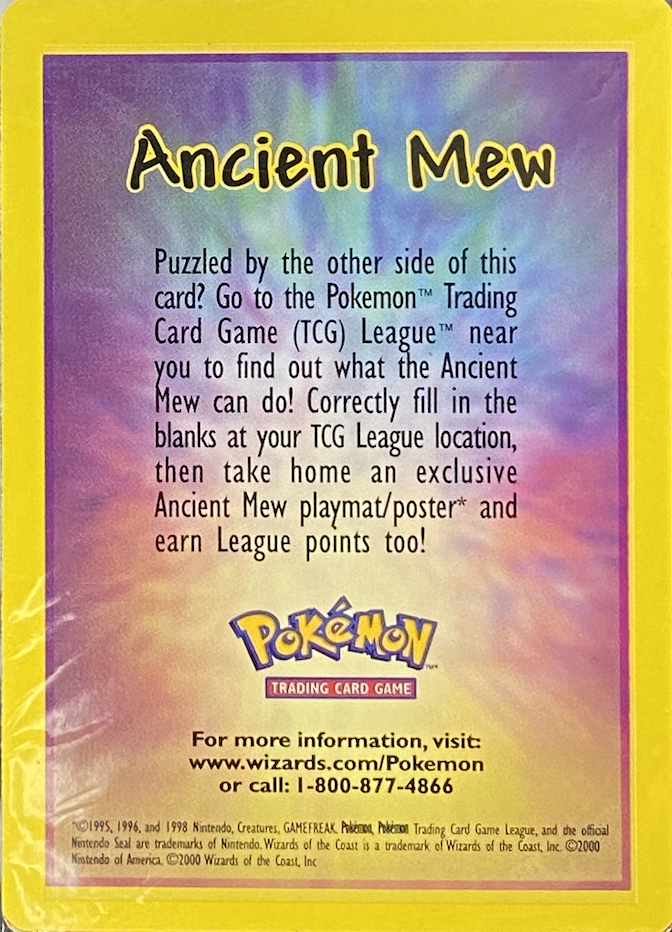 Ancient Mew
Puzzled by the other side of this
card? Go to the Pokemon™ Trading
Card Game (TCG) League™ near
you to find out what the Ancient
Mew can do! Correctly fill in the
blanks at your TCG League location,
then take home an exclusive
Ancient Mew playmat/poster* and
earn League points too!
POKéMON™
TRADING CARD GAME
For more information, visit:
www.wizards.com/Pokemon
or call: 1-800-877-4866
*©1995, 1996, and 1998 Nintendo, Creatures, GAMEFREAK. Pokémon, Pokémon Trading Card Game League, and the official
Nintendo Seal are trademarks of Nintendo. Wizards of the Coast is a trademark of Wizards of the Coast, Inc. ©2000
Nintendo of America. ©2000 Wizards of the Coast, Inc